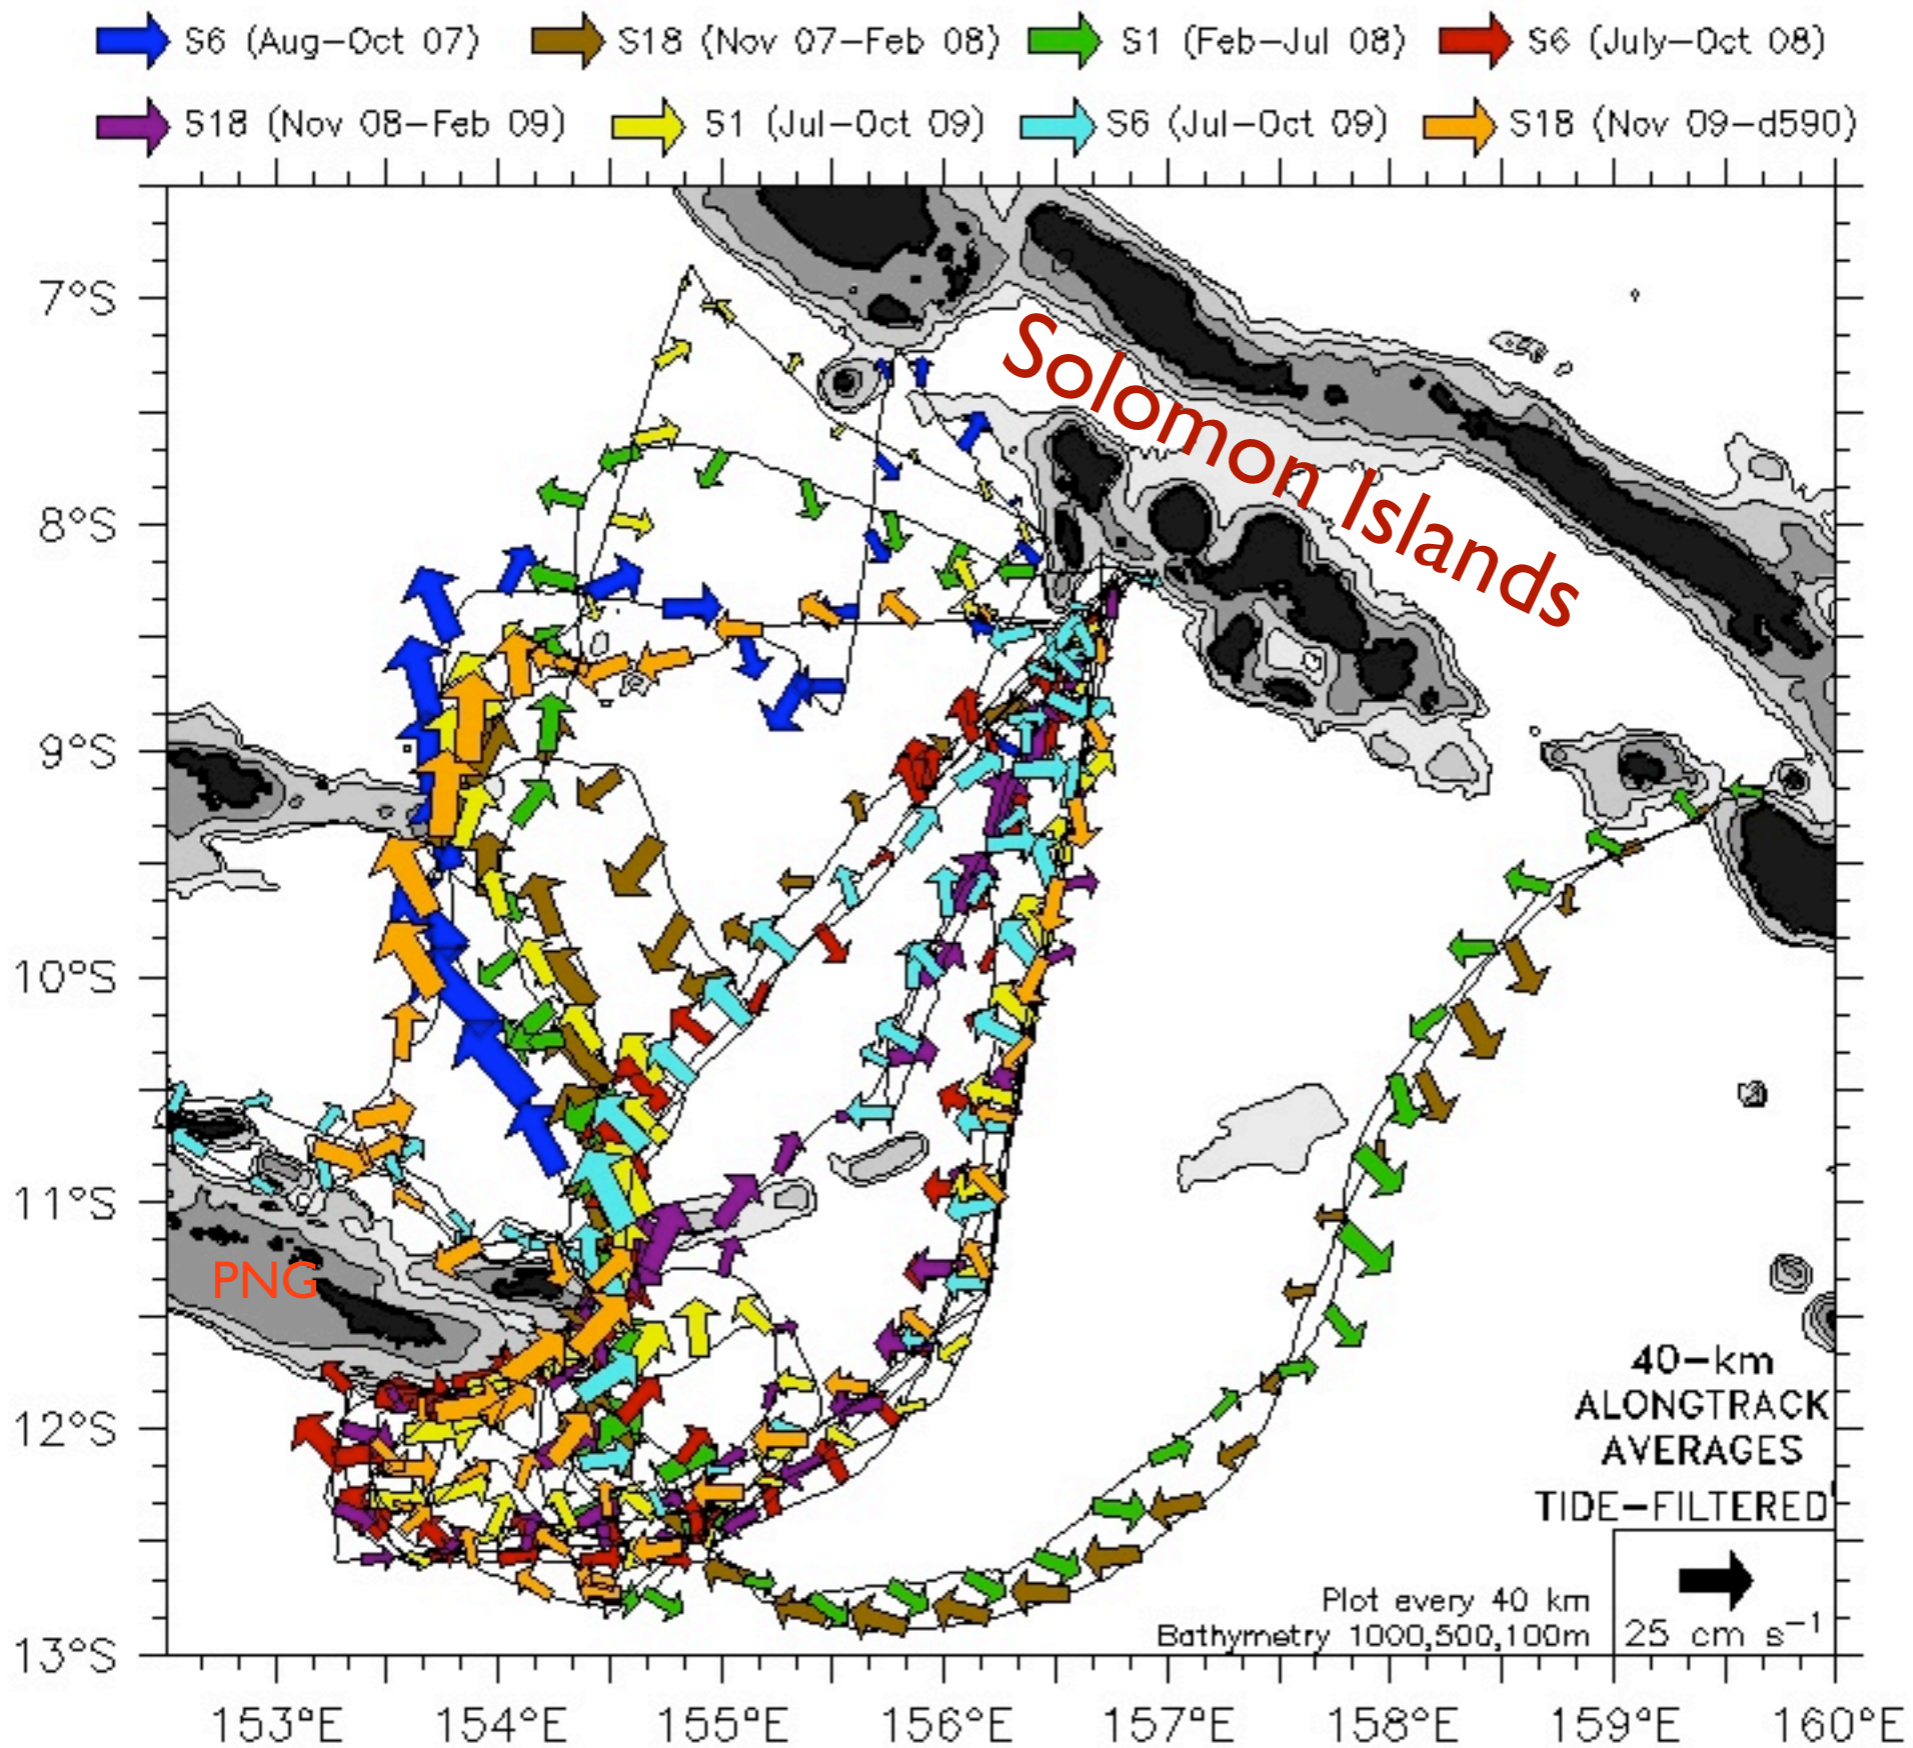 S6 (Aug-Oct 07) S18 (Nov 07-Feb 08) S1 (Feb-Jul 08) S6 (July-Oct 08)
S18 (Nov 08-Feb 09) S1 (Jul-Oct 09) S6 (Jul-Oct 09) S18 (Nov 09-d590)
7°S
Solomon Islands
8°S
9°S
10°S
11°S
PNG
40-km
ALONGTRACK
AVERAGES
12°S
TIDE-FILTERED
Plot every 40 km
Bathymetry 1000,500,100m
25 cm s⁻¹
13°S
153°E 154°E 155°E 156°E 157°E 158°E 159°E 160°E